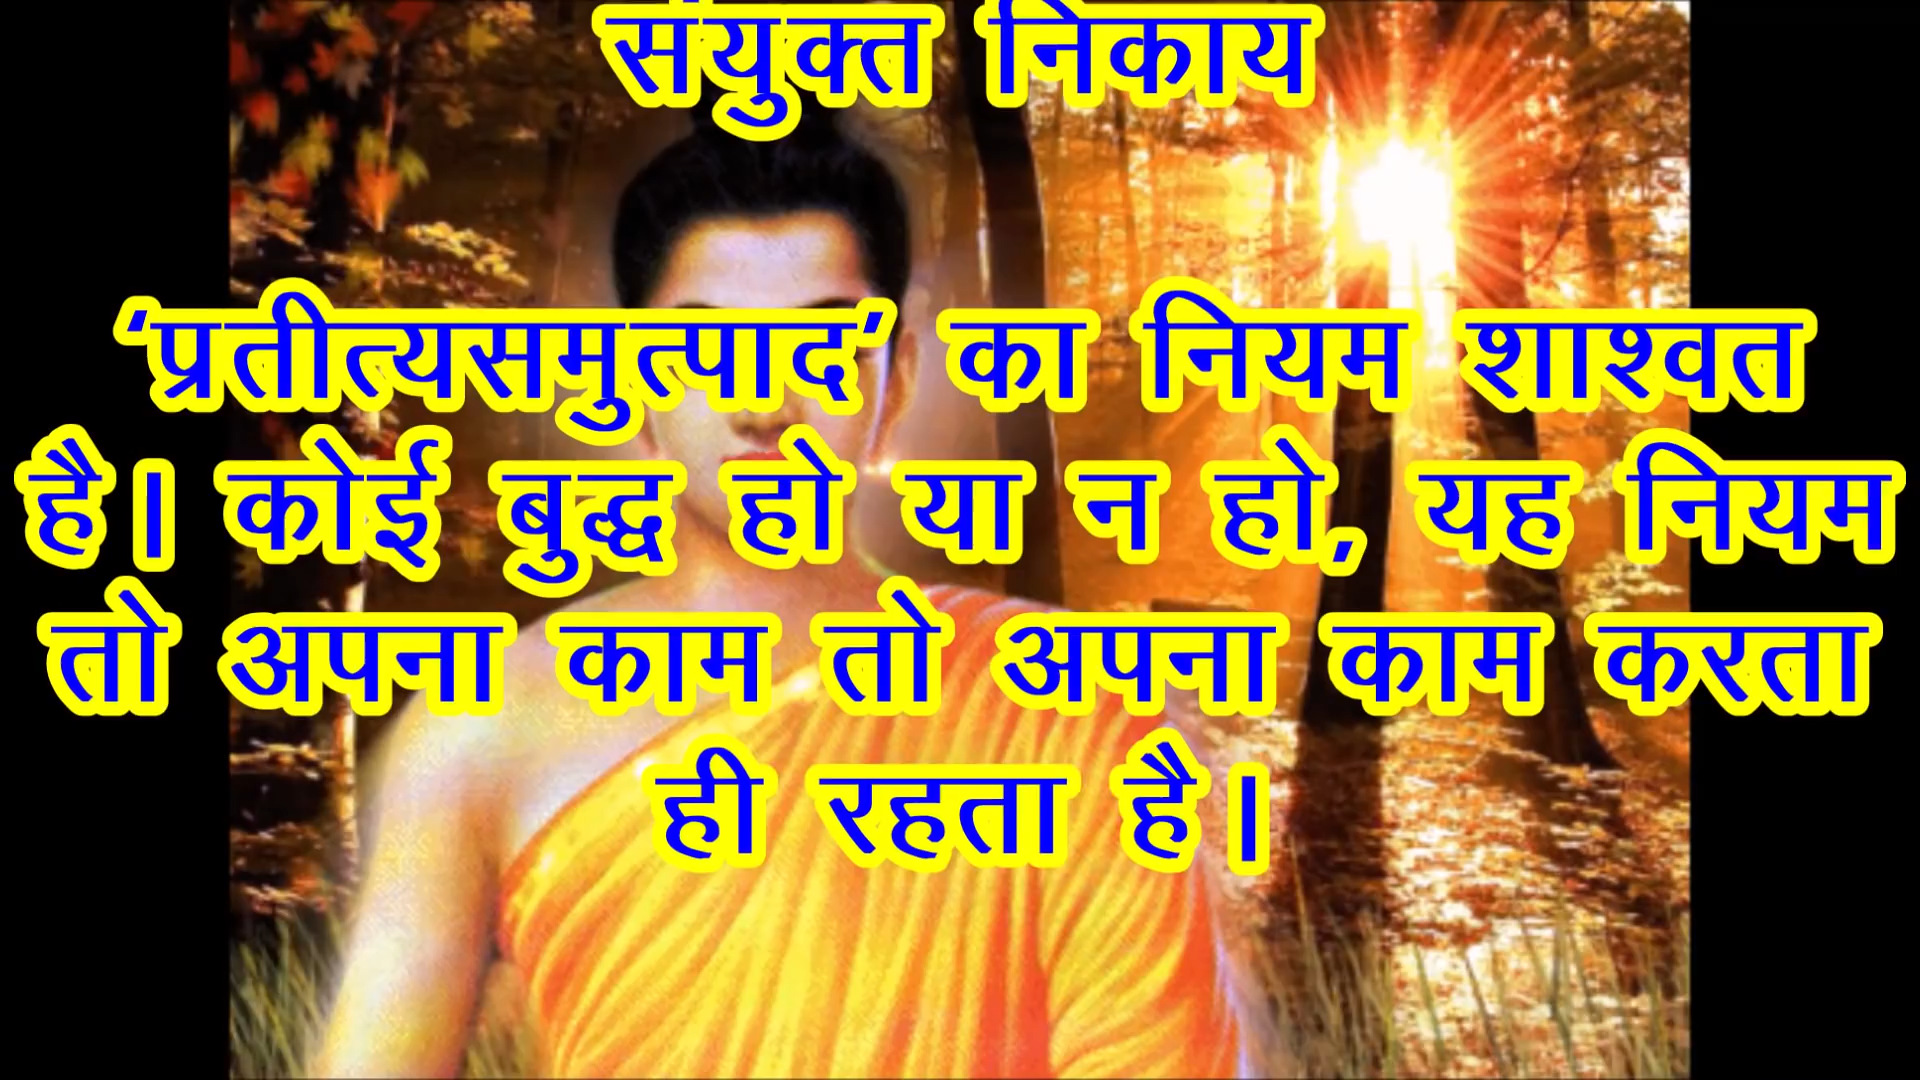 संयुक्त निकाय
‘प्रतीत्यसमुत्पाद’ का नियम शाश्वत
है। कोई बुद्ध हो या न हो, यह नियम
तो अपना काम तो अपना काम करता
ही रहता है।